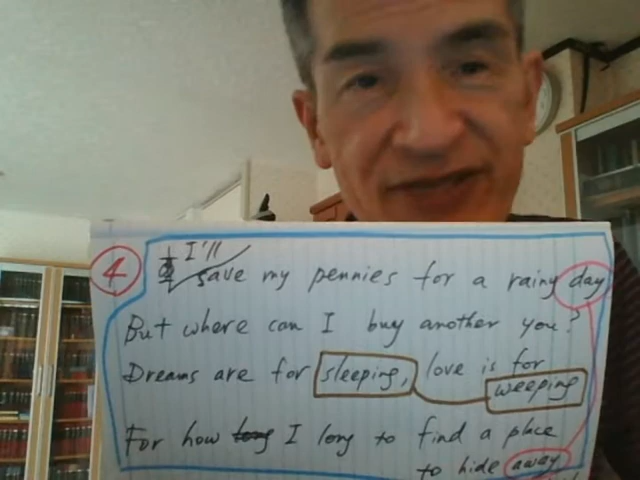 4
I'll
save my pennies for a rainy day
But where can I buy another you?
Dreams are for sleeping, love is for
weeping
For how long I long to find a place
to hide away